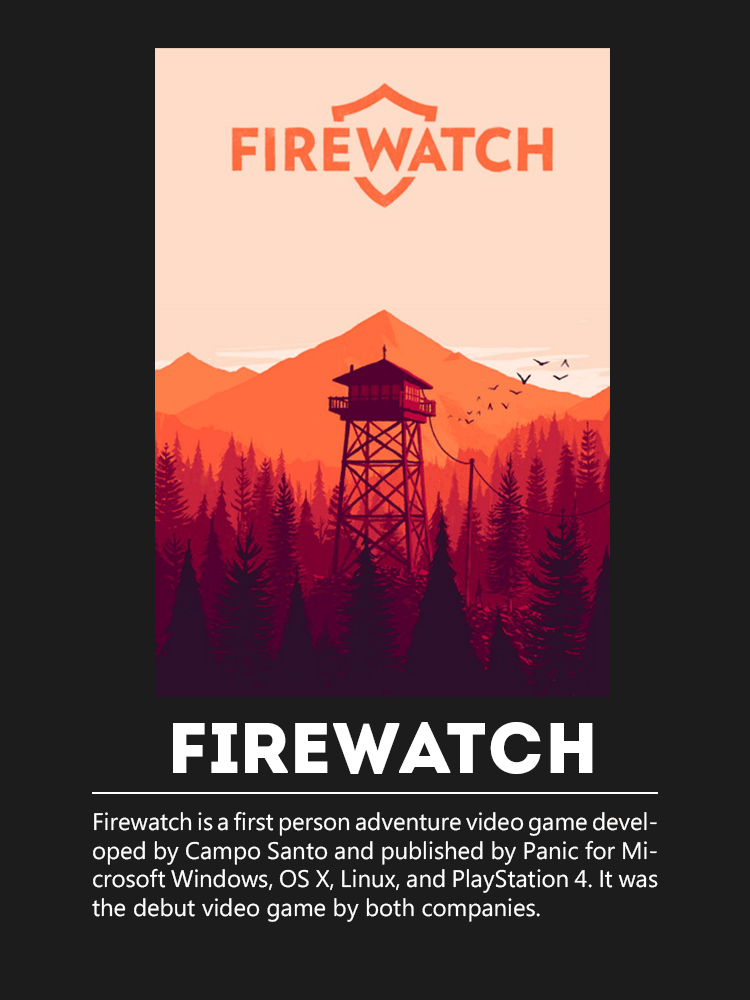 FIREWATCH
FIREWATCH
Firewatch is a first person adventure video game devel-
oped by Campo Santo and published by Panic for Mi-
crosoft Windows, OS X, Linux, and PlayStation 4. It was
the debut video game by both companies.